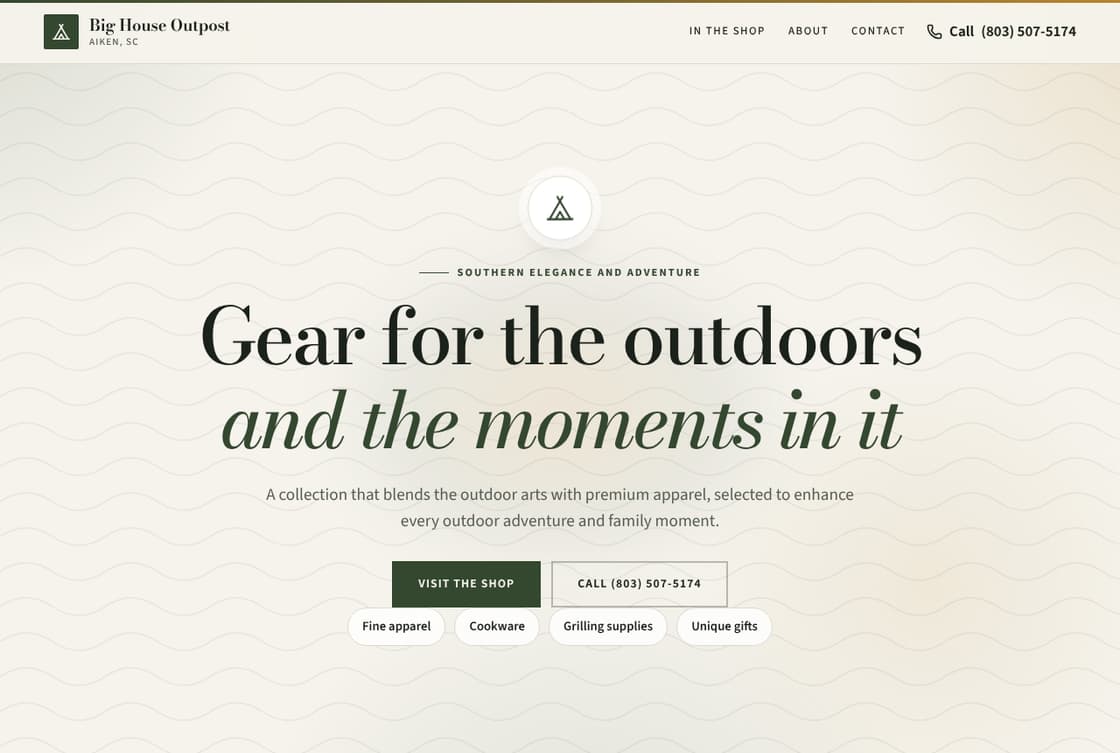 Big House Outpost
AIKEN, SC
IN THE SHOP
ABOUT
CONTACT
Call (803) 507-5174
SOUTHERN ELEGANCE AND ADVENTURE
Gear for the outdoors
and the moments in it
A collection that blends the outdoor arts with premium apparel, selected to enhance
every outdoor adventure and family moment.
VISIT THE SHOP
CALL (803) 507-5174
Fine apparel
Cookware
Grilling supplies
Unique gifts